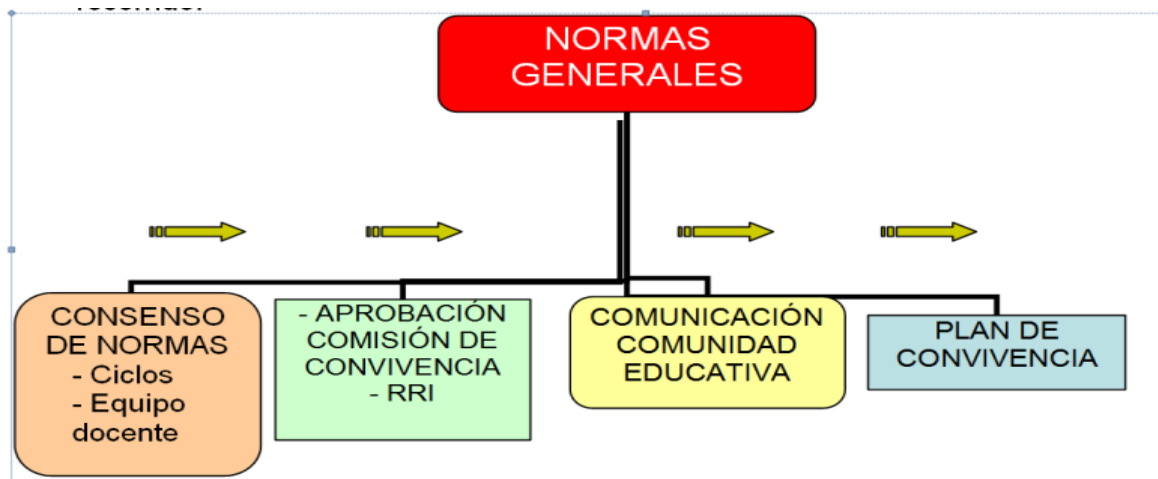 NORMAS
GENERALES
CONSENSO
DE NORMAS
- Ciclos
- Equipo
docente
- APROBACIÓN
COMISIÓN DE
CONVIVENCIA
- RRI
COMUNICACIÓN
COMUNIDAD
EDUCATIVA
PLAN DE
CONVIVENCIA